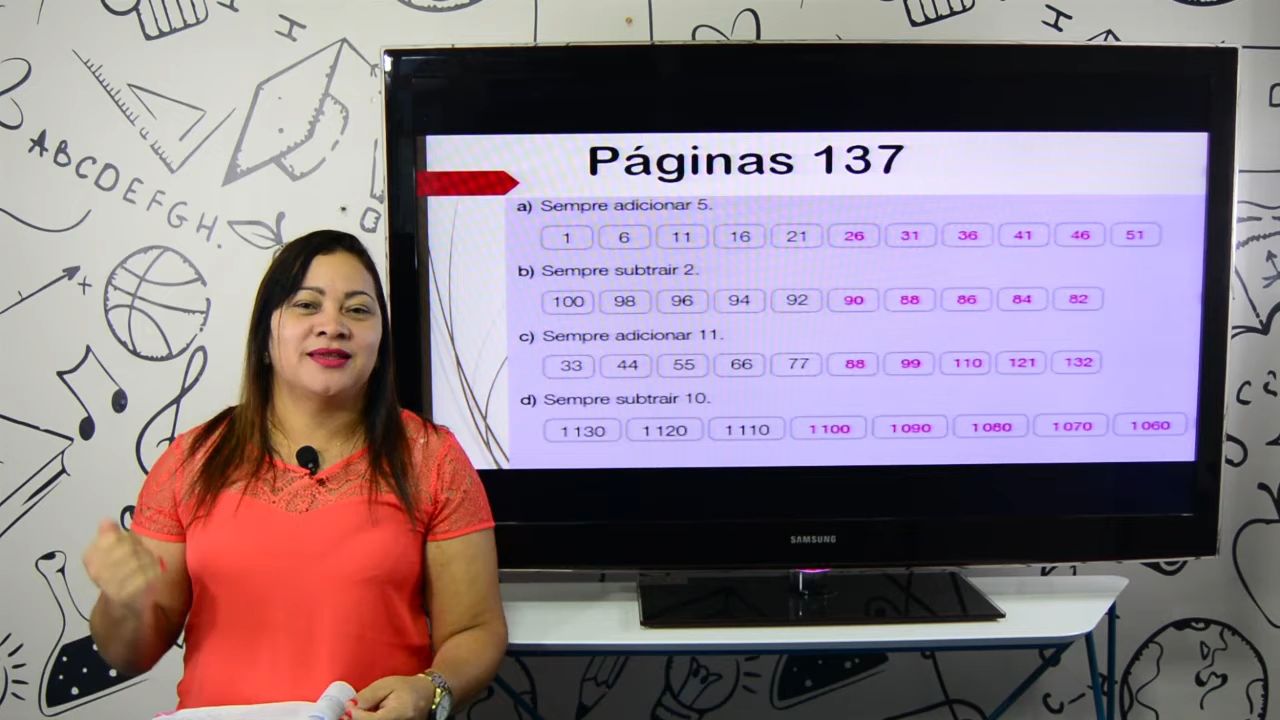 ABCDEFGH.
Páginas 137
a) Sempre adicionar 5.
1 6 11 16 21 26 31 36 41 46 51
b) Sempre subtrair 2.
100 98 96 94 92 90 88 86 84 82
c) Sempre adicionar 11.
33 44 55 66 77 88 99 110 121 132
d) Sempre subtrair 10.
1 130 1 120 1 110 1 100 1 090 1 080 1 070 1 060
SAMSUNG